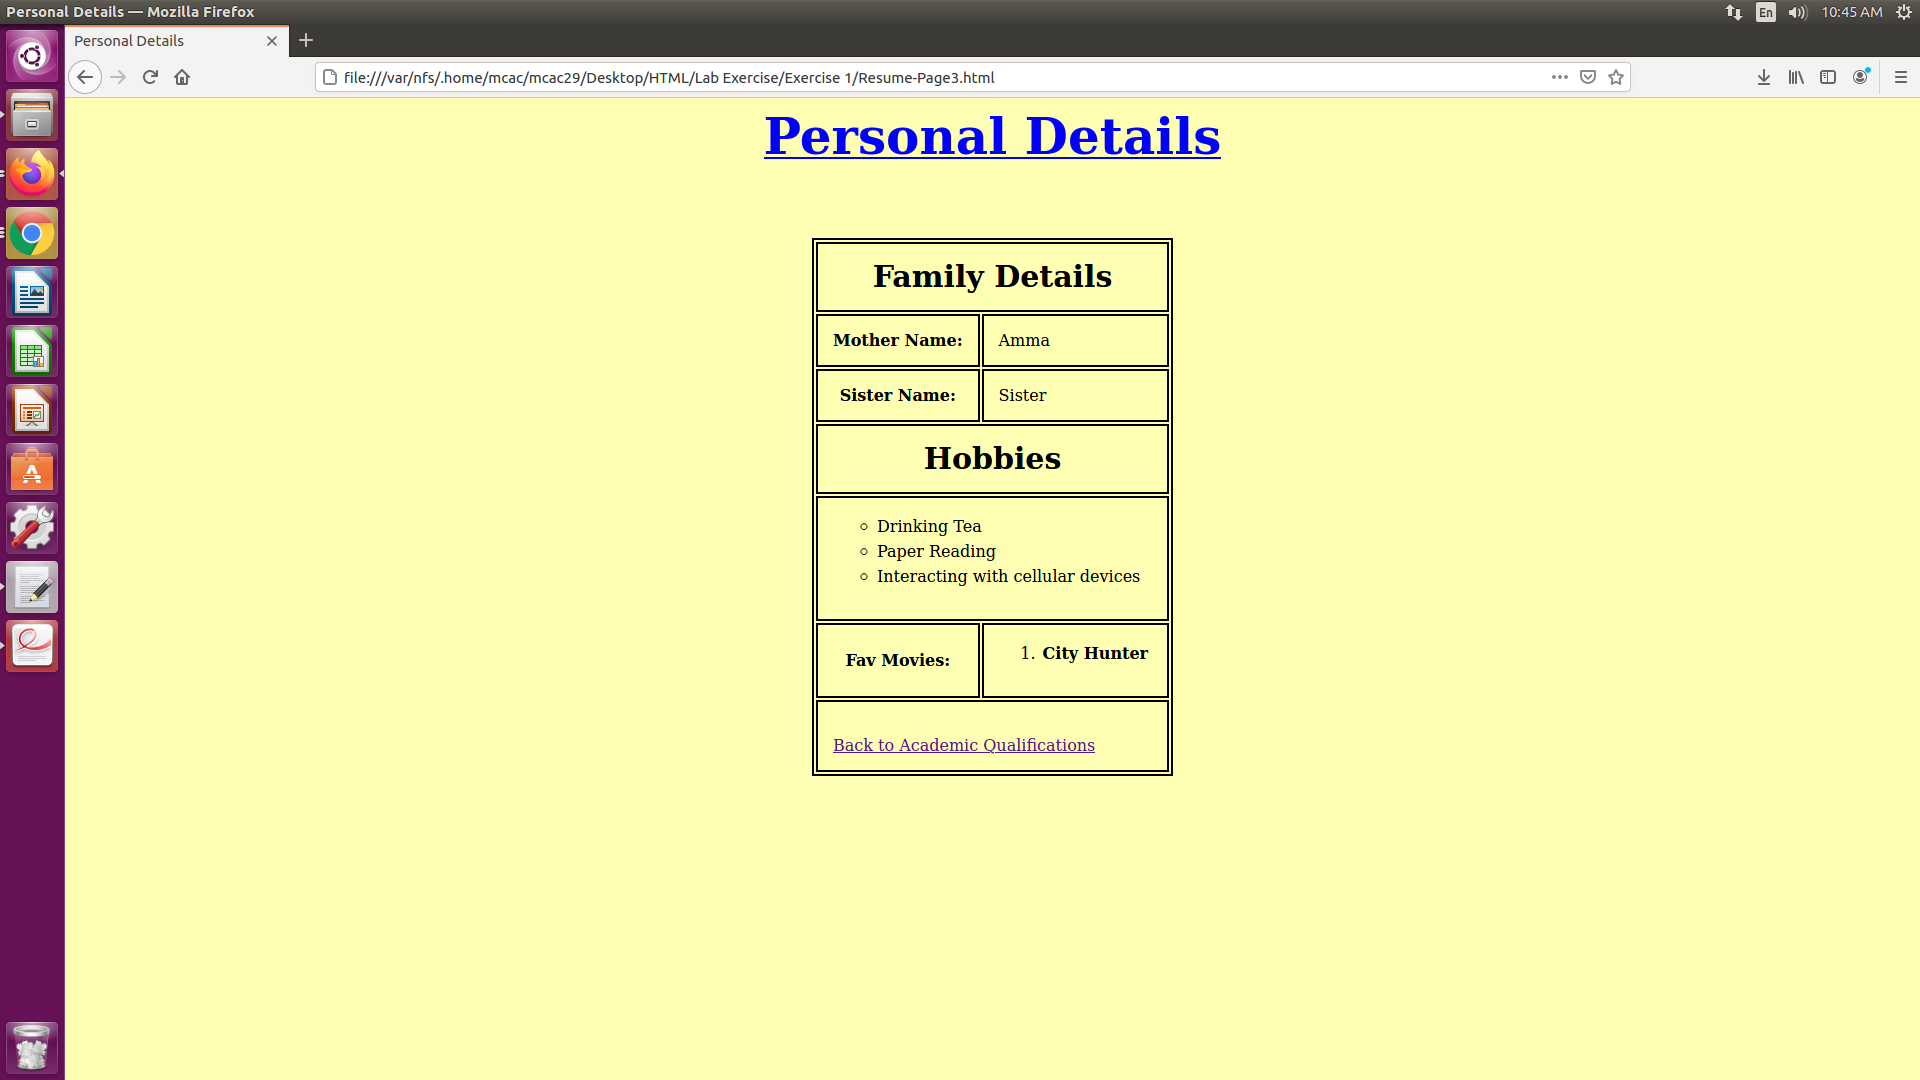 Personal Details — Mozilla Firefox
En
10:45 AM
Personal Details
file:///var/nfs/.home/mcac/mcac29/Desktop/HTML/Lab Exercise/Exercise 1/Resume-Page3.html
Personal Details
Family Details
Mother Name: Amma
Sister Name: Sister
Hobbies
Drinking Tea
Paper Reading
Interacting with cellular devices
Fav Movies: 1. City Hunter
Back to Academic Qualifications